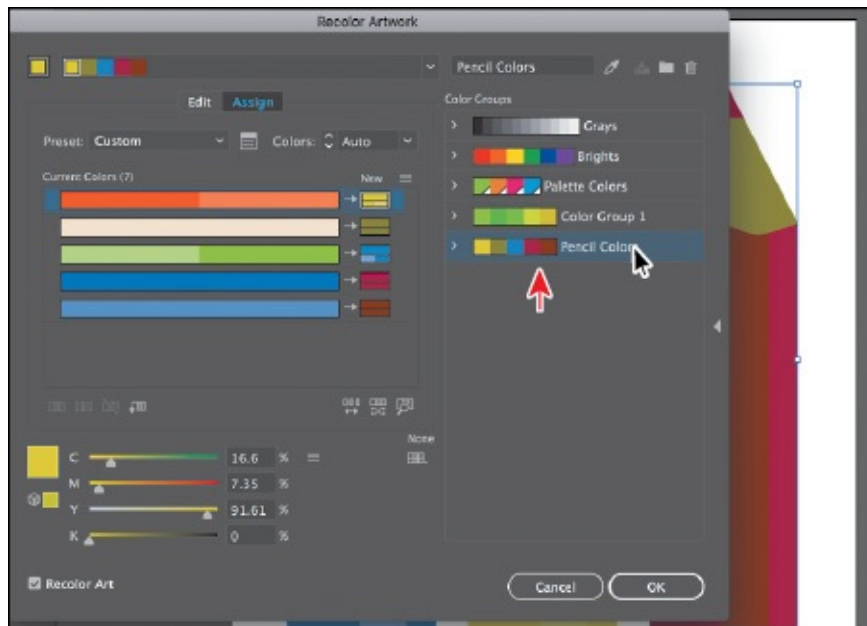 Recolor Artwork
Pencil Colors
Edit Assign
Color Groups
Preset: Custom Colors: Auto
Current Colors (7) New
Grays
Brights
Palette Colors
Color Group 1
Pencil Colors
None
C 16.6 %
M 7.35 %
Y 91.61 %
K 0 %
Recolor Art
Cancel OK